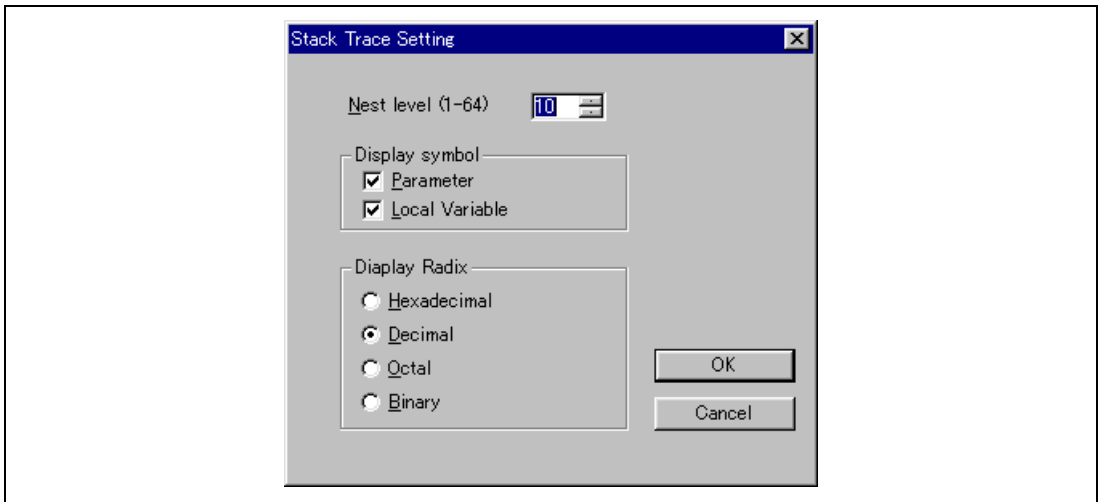 Stack Trace Setting
Nest level (1-64) 10
Display symbol
Parameter
Local Variable
Diaplay Radix
Hexadecimal
Decimal
Octal
Binary
OK
Cancel